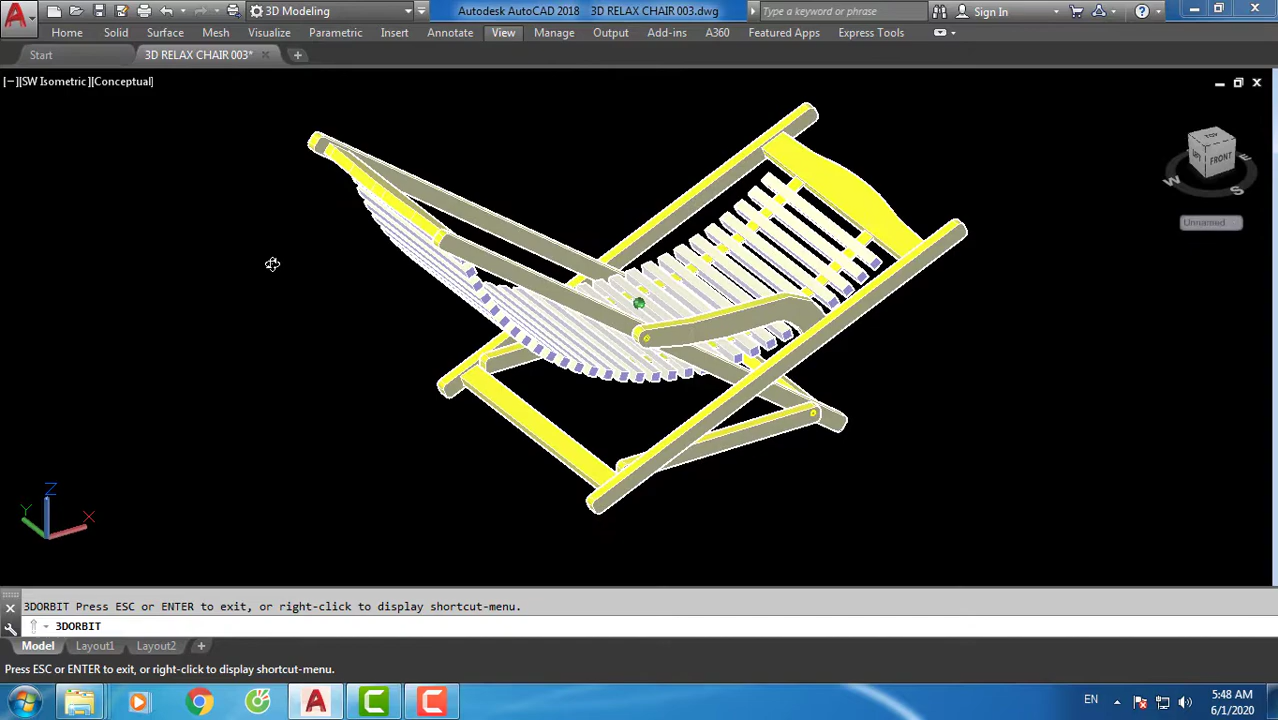 3D Modeling
Autodesk AutoCAD 2018   3D RELAX CHAIR 003.dwg
Type a keyword or phrase
Sign In
Home Solid Surface Mesh Visualize Parametric Insert Annotate View Manage Output Add-ins A360 Featured Apps Express Tools
Start
3D RELAX CHAIR 003*
[−][SW Isometric][Conceptual]
TOP
FRONT
W
E
S
Unnamed
Z
Y
X
3DORBIT Press ESC or ENTER to exit, or right-click to display shortcut-menu.
3DORBIT
Model Layout1 Layout2
Press ESC or ENTER to exit, or right-click to display shortcut-menu.
EN
5:48 AM
6/1/2020